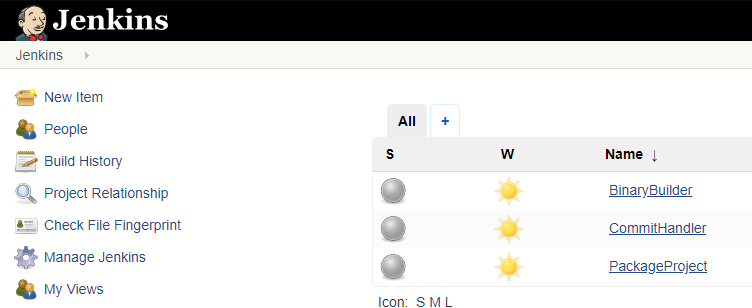 Jenkins
Jenkins
New Item
People
Build History
Project Relationship
Check File Fingerprint
Manage Jenkins
My Views
All +
S W Name ↓
BinaryBuilder
CommitHandler
PackageProject
Icon: S M L